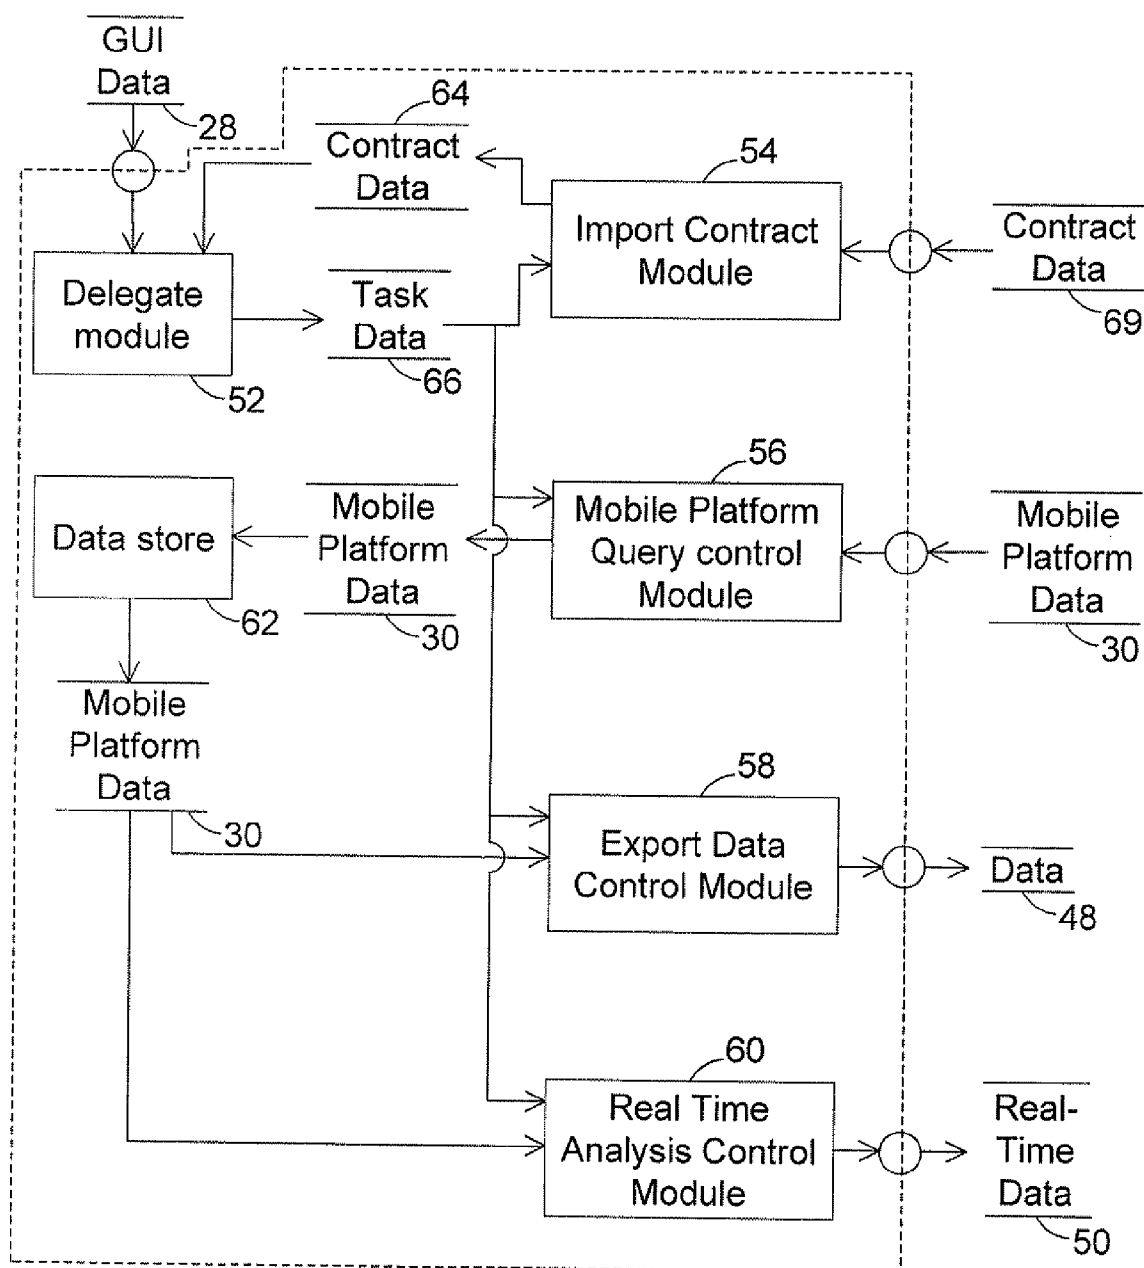 GUI
Data
28
64
Contract
Data
54
Import Contract
Module
Contract
Data
69
Delegate
module
52
Task
Data
66
56
Mobile Platform
Query control
Module
Mobile
Platform
Data
30
Data store
62
Mobile
Platform
Data
30
Mobile
Platform
Data
30
58
Export Data
Control Module
Data
48
60
Real Time
Analysis Control
Module
Real-
Time
Data
50